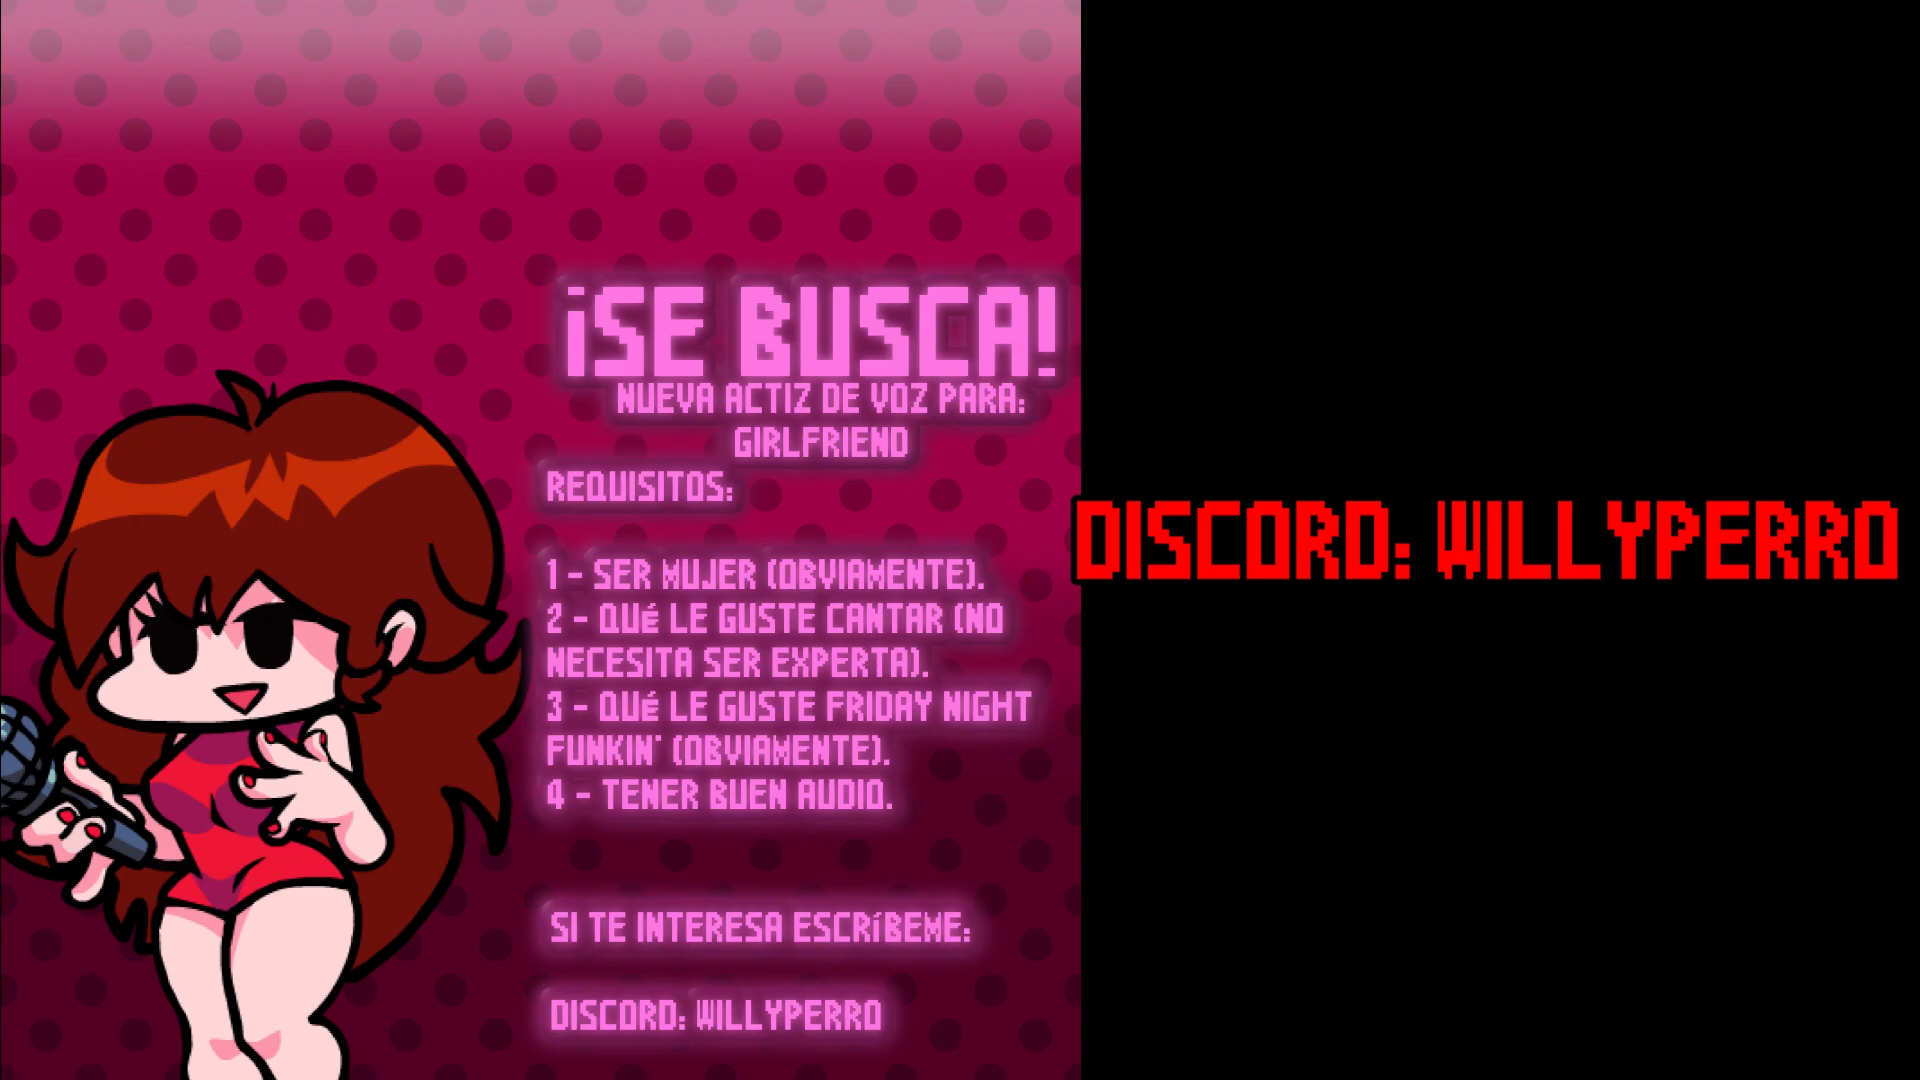 ¡SE BUSCA!
NUEVA ACTIZ DE VOZ PARA:
GIRLFRIEND
REQUISITOS:
1 - SER MUJER (OBVIAMENTE).
2 - QUé LE GUSTE CANTAR (NO
NECESITA SER EXPERTA).
3 - QUé LE GUSTE FRIDAY NIGHT
FUNKIN' (OBVIAMENTE).
4 - TENER BUEN AUDIO.
SI TE INTERESA ESCRíBEME:
DISCORD: WILLYPERRO
DISCORD: WILLYPERRO